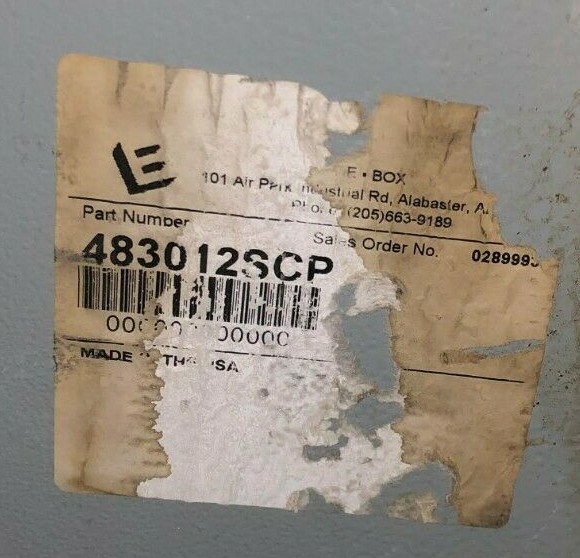 E • BOX
101 Air Park Industrial Rd, Alabaster, A
Phone (205)663-9189
Part Number
Sales Order No. 028999
483012SCP
MADE THE USA